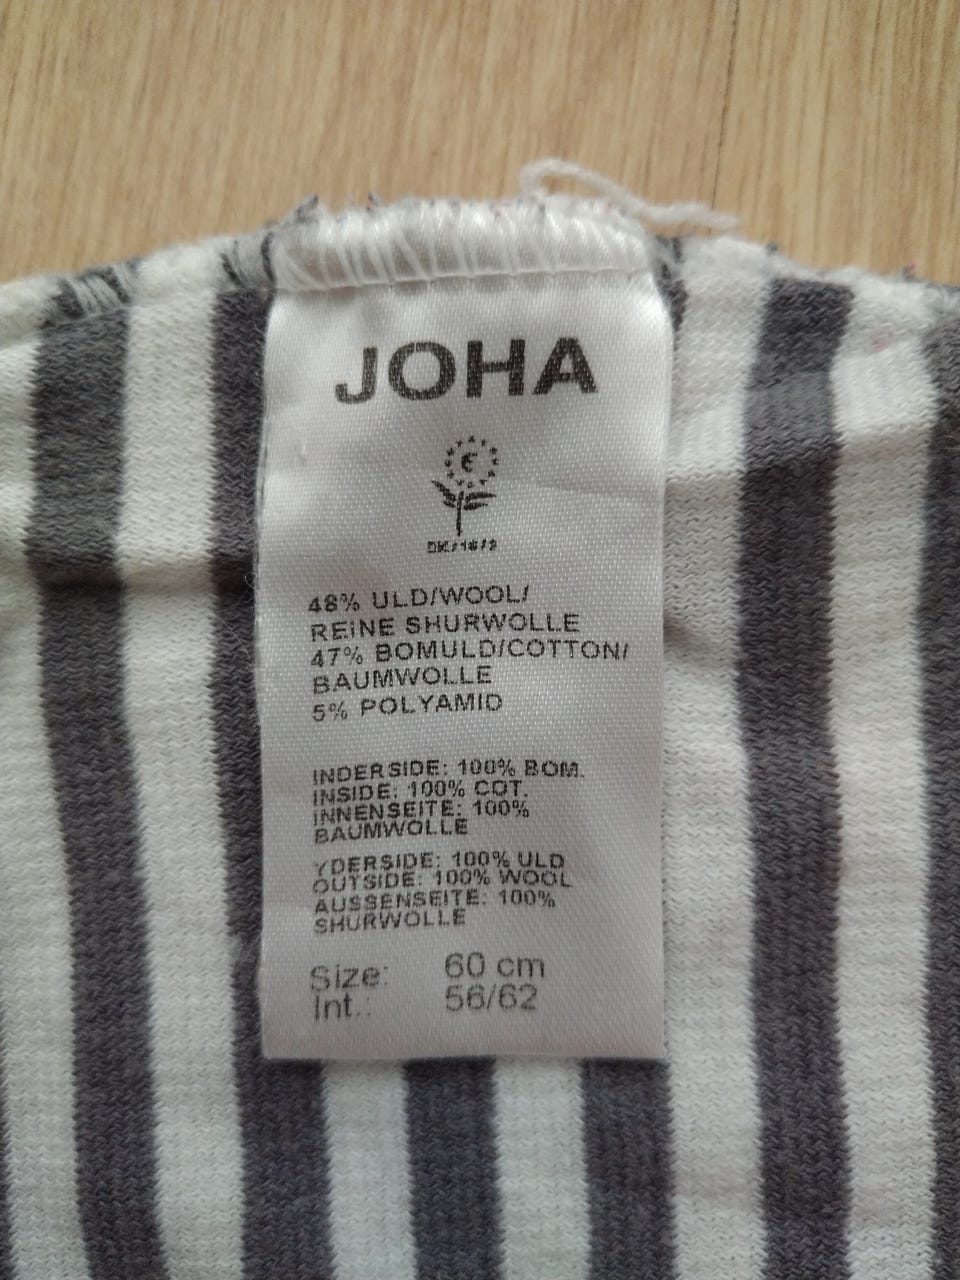 JOHA
€
DK/16/2
48% ULD/WOOL/
REINE SHURWOLLE
47% BOMULD/COTTON/
BAUMWOLLE
5% POLYAMID
INDERSIDE: 100% BOM.
INSIDE: 100% COT.
INNENSEITE: 100%
BAUMWOLLE
YDERSIDE: 100% ULD
OUTSIDE: 100% WOOL
AUSSENSEITE: 100%
SHURWOLLE
Size: 60 cm
Int.: 56/62